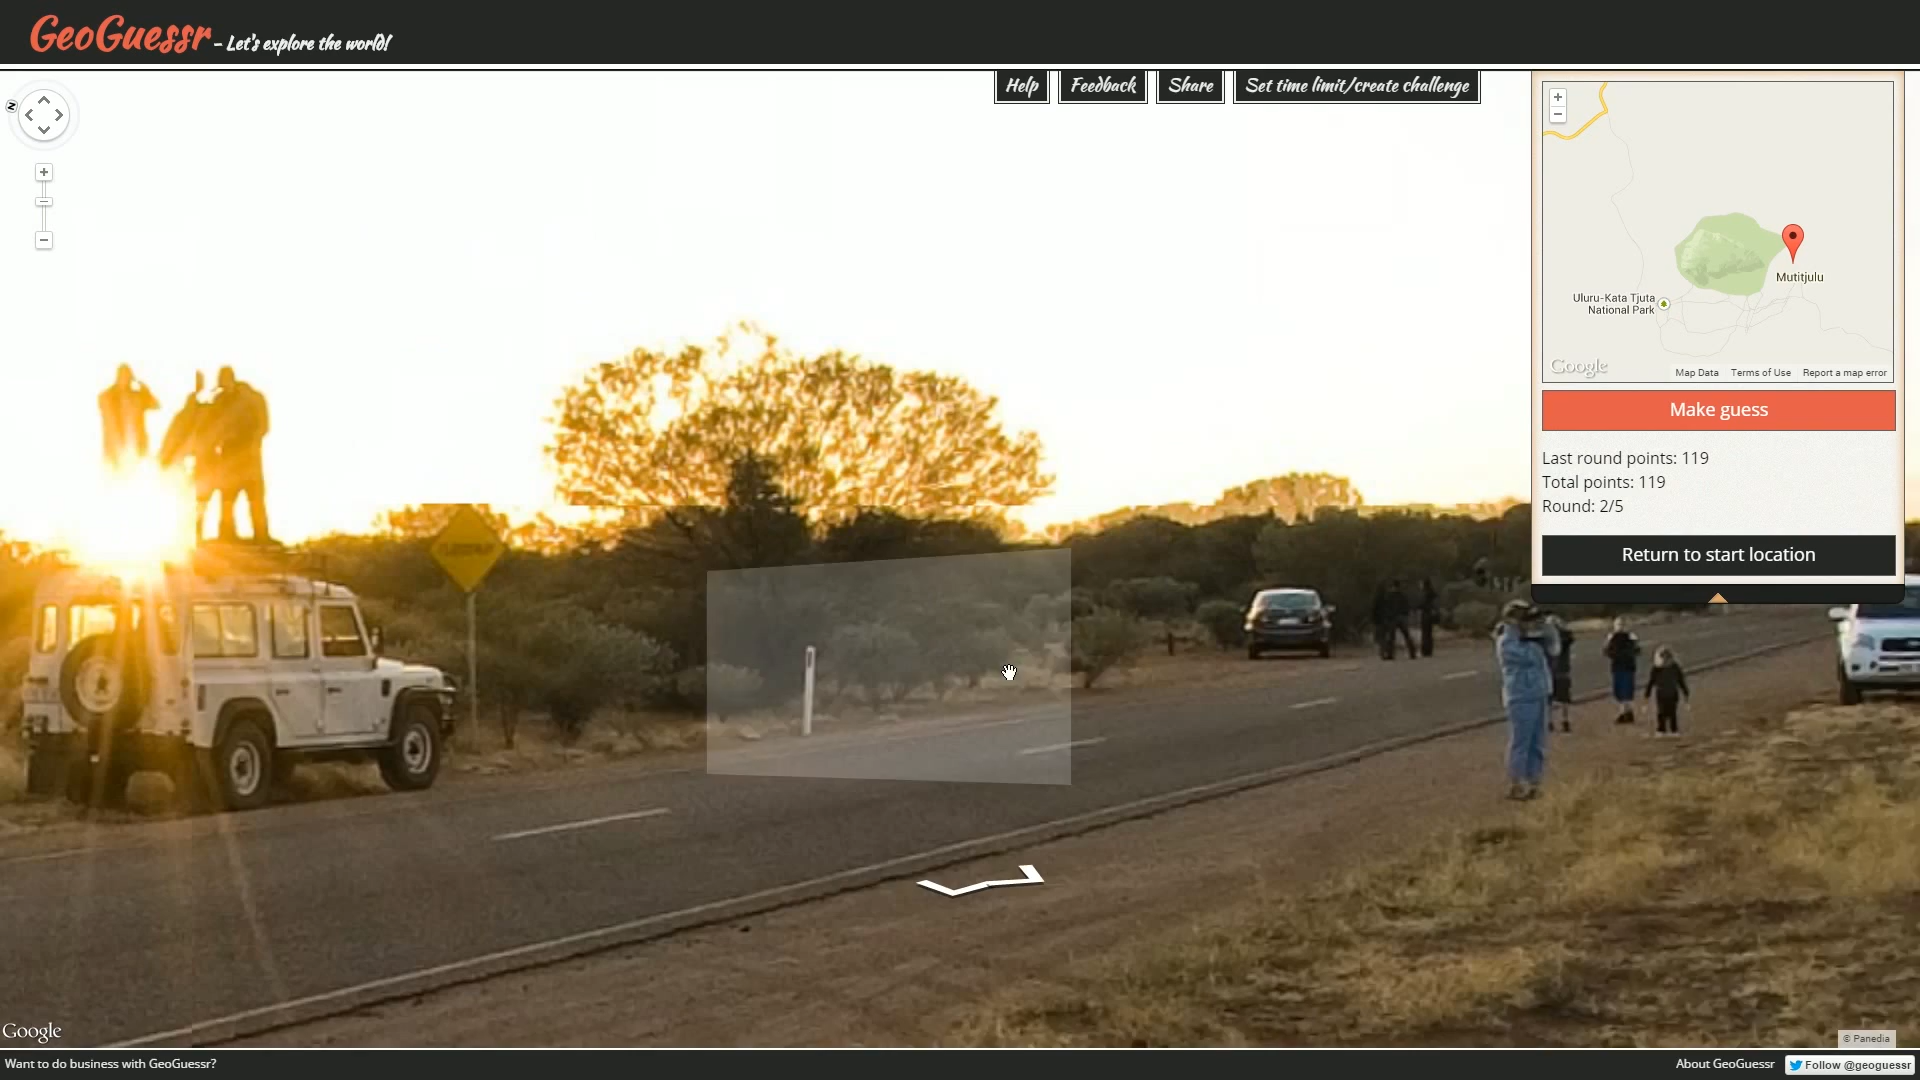 GeoGuessr - Let's explore the world!
Help
Feedback
Share
Set time limit/create challenge
N
+
−
+
−
Mutitjulu
Uluru-Kata Tjuta
National Park
Google
Map Data
Terms of Use
Report a map error
Make guess
Last round points: 119
Total points: 119
Round: 2/5
Return to start location
Google
© Panedia
Want to do business with GeoGuessr?
About GeoGuessr
Follow @geoguessr